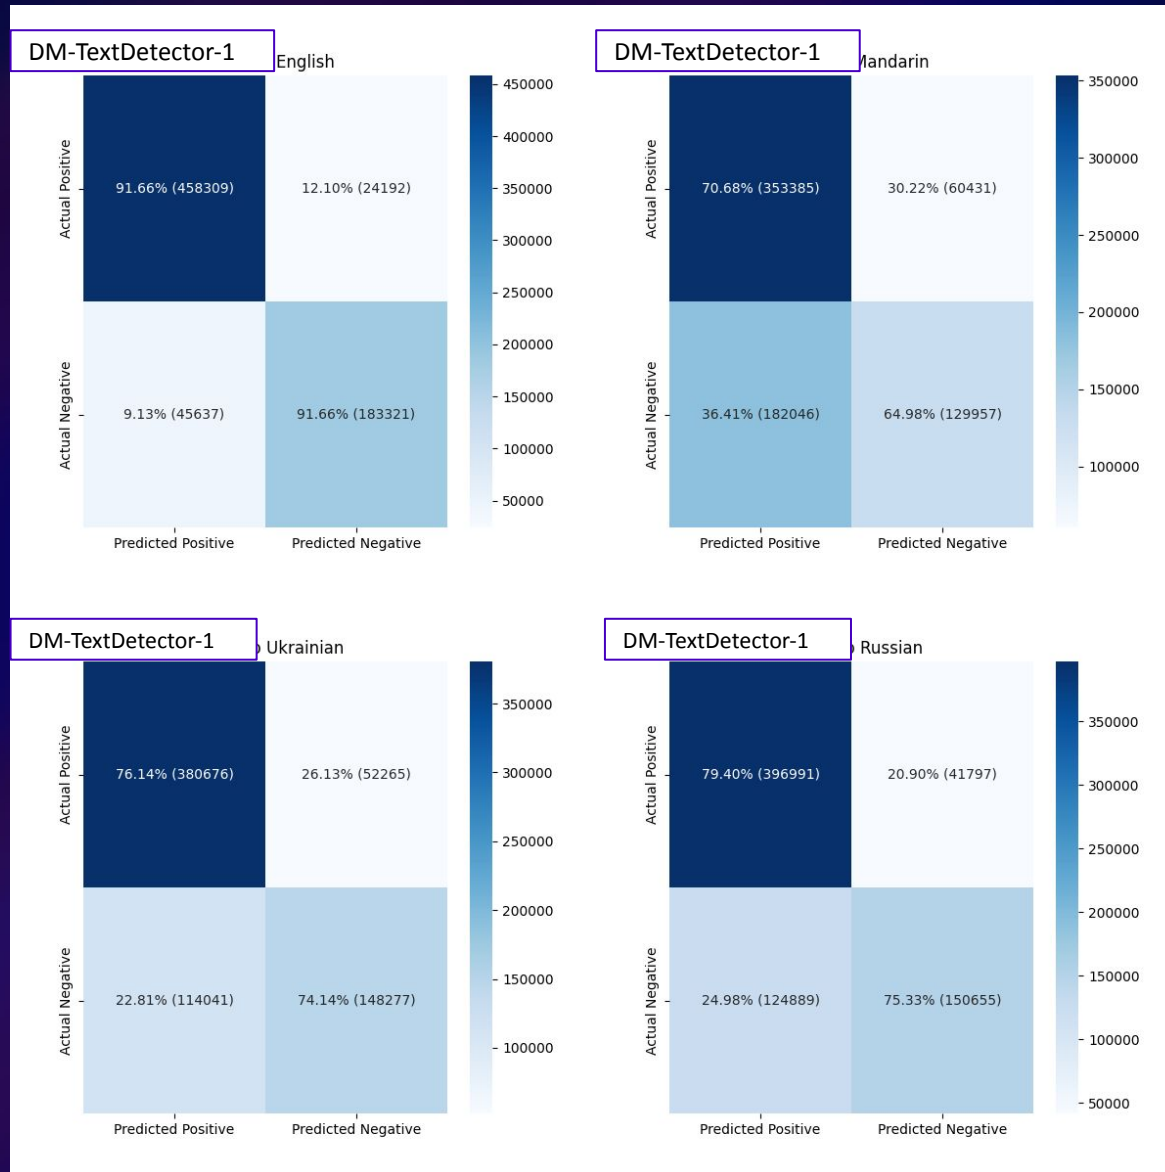 DM-TextDetector-1
English
Actual Positive
Actual Negative
91.66% (458309)
12.10% (24192)
9.13% (45637)
91.66% (183321)
Predicted Positive
Predicted Negative
450000
400000
350000
300000
250000
200000
150000
100000
50000
DM-TextDetector-1
Mandarin
Actual Positive
Actual Negative
70.68% (353385)
30.22% (60431)
36.41% (182046)
64.98% (129957)
Predicted Positive
Predicted Negative
350000
300000
250000
200000
150000
100000
DM-TextDetector-1
Ukrainian
Actual Positive
Actual Negative
76.14% (380676)
26.13% (52265)
22.81% (114041)
74.14% (148277)
Predicted Positive
Predicted Negative
350000
300000
250000
200000
150000
100000
DM-TextDetector-1
Russian
Actual Positive
Actual Negative
79.40% (396991)
20.90% (41797)
24.98% (124889)
75.33% (150655)
Predicted Positive
Predicted Negative
350000
300000
250000
200000
150000
100000
50000